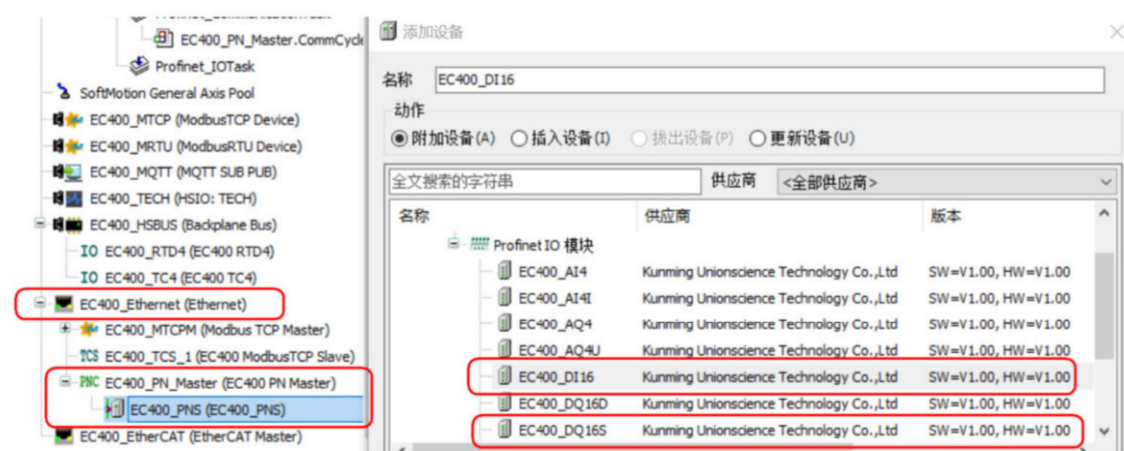 EC400_PN_Master.CommCycle
Profinet_IOTask
SoftMotion General Axis Pool
EC400_MTCP (ModbusTCP Device)
EC400_MRTU (ModbusRTU Device)
EC400_MQTT (MQTT SUB PUB)
EC400_TECH (HSIO: TECH)
EC400_HSBUS (Backplane Bus)
IO EC400_RTD4 (EC400 RTD4)
IO EC400_TC4 (EC400 TC4)
EC400_Ethernet (Ethernet)
EC400_MTCPM (Modbus TCP Master)
TCS EC400_TCS_1 (EC400 ModbusTCP Slave)
PNC EC400_PN_Master (EC400 PN Master)
EC400_PNS (EC400_PNS)
EC400_EtherCAT (EtherCAT Master)
添加设备
名称 EC400_DI16
动作
附加设备(A) 插入设备(I) 拔出设备(P) 更新设备(U)
全文搜索的字符串 供应商 <全部供应商>
名称 供应商 版本
Profinet IO 模块
EC400_AI4 Kunming Unionscience Technology Co.,Ltd SW=V1.00, HW=V1.00
EC400_AI4I Kunming Unionscience Technology Co.,Ltd SW=V1.00, HW=V1.00
EC400_AQ4 Kunming Unionscience Technology Co.,Ltd SW=V1.00, HW=V1.00
EC400_AQ4U Kunming Unionscience Technology Co.,Ltd SW=V1.00, HW=V1.00
EC400_DI16 Kunming Unionscience Technology Co.,Ltd SW=V1.00, HW=V1.00
EC400_DQ16D Kunming Unionscience Technology Co.,Ltd SW=V1.00, HW=V1.00
EC400_DQ16S Kunming Unionscience Technology Co.,Ltd SW=V1.00, HW=V1.00